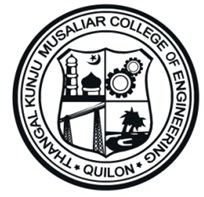 THANGAL KUNJU MUSALIAR COLLEGE OF ENGINEERING
QUILON